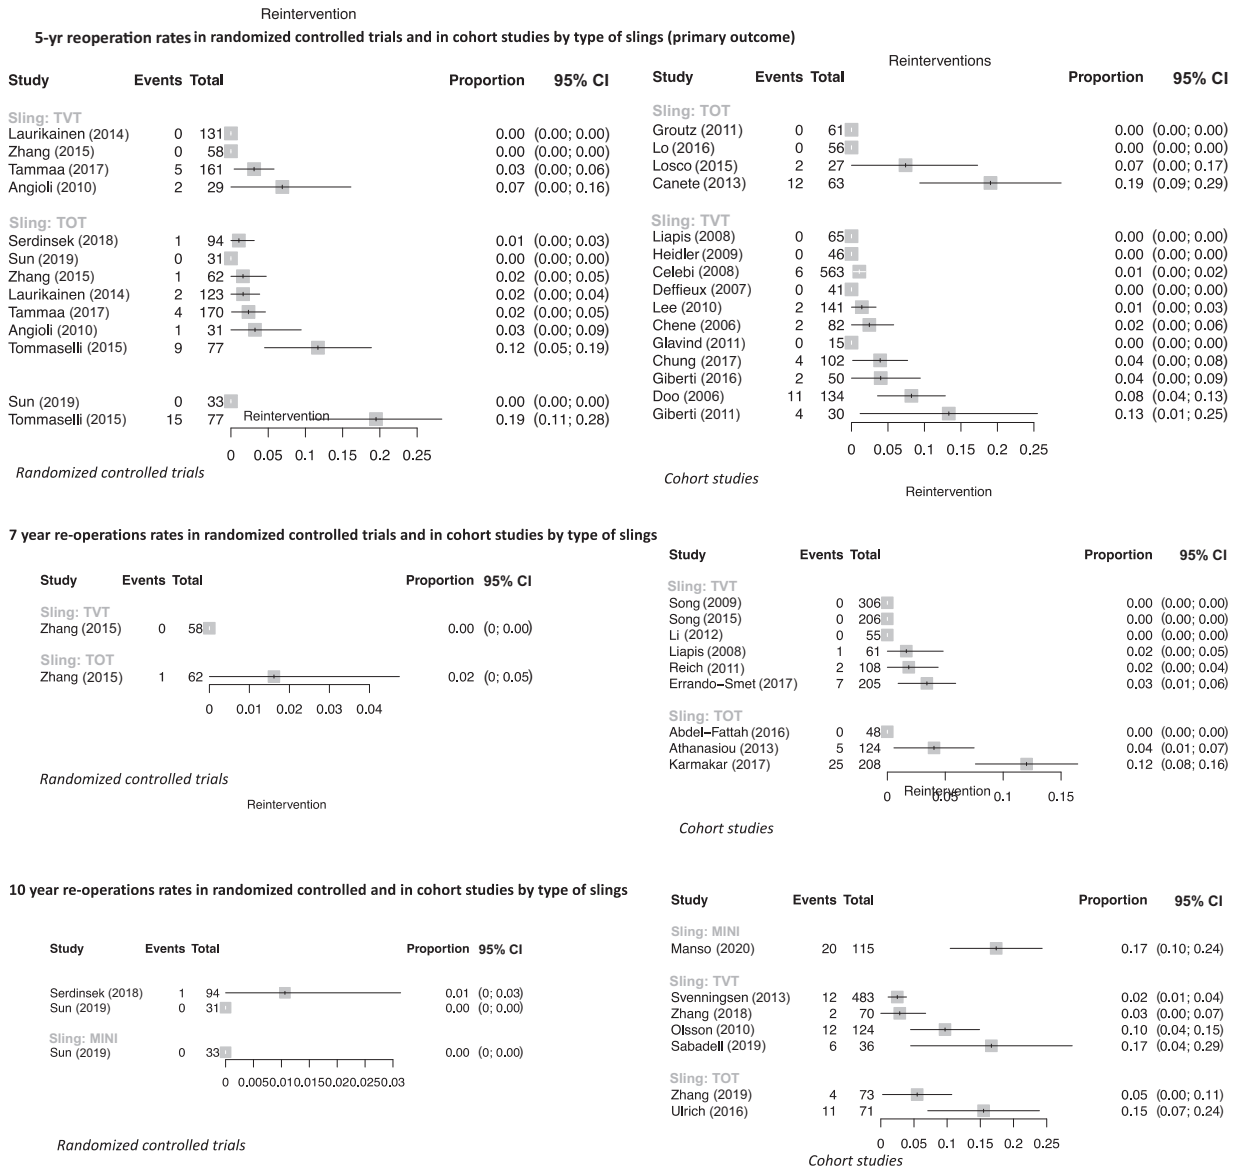 Reintervention
5-yr reoperation rates in randomized controlled trials and in cohort studies by type of slings (primary outcome)
Study Events Total Proportion 95% CI
Sling: TVT
Laurikainen (2014) 0 131 0.00 (0.00; 0.00)
Zhang (2015) 0 58 0.00 (0.00; 0.00)
Tammaa (2017) 5 161 0.03 (0.00; 0.06)
Angioli (2010) 2 29 0.07 (0.00; 0.16)
Sling: TOT
Serdinsek (2018) 1 94 0.01 (0.00; 0.03)
Sun (2019) 0 31 0.00 (0.00; 0.00)
Zhang (2015) 1 62 0.02 (0.00; 0.05)
Laurikainen (2014) 2 123 0.02 (0.00; 0.04)
Tammaa (2017) 4 170 0.02 (0.00; 0.05)
Angioli (2010) 1 31 0.03 (0.00; 0.09)
Tommaselli (2015) 9 77 0.12 (0.05; 0.19)
Sun (2019) 0 33 0.00 (0.00; 0.00)
Tommaselli (2015) 15 77 0.19 (0.11; 0.28)
Reintervention
0 0.05 0.1 0.15 0.2 0.25
Randomized controlled trials
Reinterventions
Study Events Total Proportion 95% CI
Sling: TOT
Groutz (2011) 0 61 0.00 (0.00; 0.00)
Lo (2016) 0 56 0.00 (0.00; 0.00)
Losco (2015) 2 27 0.07 (0.00; 0.17)
Canete (2013) 12 63 0.19 (0.09; 0.29)
Sling: TVT
Liapis (2008) 0 65 0.00 (0.00; 0.00)
Heidler (2009) 0 46 0.00 (0.00; 0.00)
Celebi (2008) 6 563 0.01 (0.00; 0.02)
Deffieux (2007) 0 41 0.00 (0.00; 0.00)
Lee (2010) 2 141 0.01 (0.00; 0.03)
Chene (2006) 2 82 0.02 (0.00; 0.06)
Glavind (2011) 0 15 0.00 (0.00; 0.00)
Chung (2017) 4 102 0.04 (0.00; 0.08)
Giberti (2016) 2 50 0.04 (0.00; 0.09)
Doo (2006) 11 134 0.08 (0.04; 0.13)
Giberti (2011) 4 30 0.13 (0.01; 0.25)
0 0.05 0.1 0.15 0.2 0.25
Cohort studies
Reintervention
7 year re-operations rates in randomized controlled trials and in cohort studies by type of slings
Study Events Total Proportion 95% CI
Sling: TVT
Zhang (2015) 0 58 0.00 (0; 0.00)
Sling: TOT
Zhang (2015) 1 62 0.02 (0; 0.05)
0 0.01 0.02 0.03 0.04
Randomized controlled trials
Reintervention
Study Events Total Proportion 95% CI
Sling: TVT
Song (2009) 0 306 0.00 (0.00; 0.00)
Song (2015) 0 206 0.00 (0.00; 0.00)
Li (2012) 0 55 0.00 (0.00; 0.00)
Liapis (2008) 1 61 0.02 (0.00; 0.05)
Reich (2011) 2 108 0.02 (0.00; 0.04)
Errando−Smet (2017) 7 205 0.03 (0.01; 0.06)
Sling: TOT
Abdel−Fattah (2016) 0 48 0.00 (0.00; 0.00)
Athanasiou (2013) 5 124 0.04 (0.01; 0.07)
Karmakar (2017) 25 208 0.12 (0.08; 0.16)
Reintervention
0 0.05 0.1 0.15
Cohort studies
10 year re-operations rates in randomized controlled and in cohort studies by type of slings
Study Events Total Proportion 95% CI
Serdinsek (2018) 1 94 0.01 (0; 0.03)
Sun (2019) 0 31 0.00 (0; 0.00)
Sling: MINI
Sun (2019) 0 33 0.00 (0; 0.00)
0 0.005 0.01 0.015 0.02 0.025 0.03
Randomized controlled trials
Study Events Total Proportion 95% CI
Sling: MINI
Manso (2020) 20 115 0.17 (0.10; 0.24)
Sling: TVT
Svenningsen (2013) 12 483 0.02 (0.01; 0.04)
Zhang (2018) 2 70 0.03 (0.00; 0.07)
Olsson (2010) 12 124 0.10 (0.04; 0.15)
Sabadell (2019) 6 36 0.17 (0.04; 0.29)
Sling: TOT
Zhang (2019) 4 73 0.05 (0.00; 0.11)
Ulrich (2016) 11 71 0.15 (0.07; 0.24)
0 0.05 0.1 0.15 0.2 0.25
Cohort studies